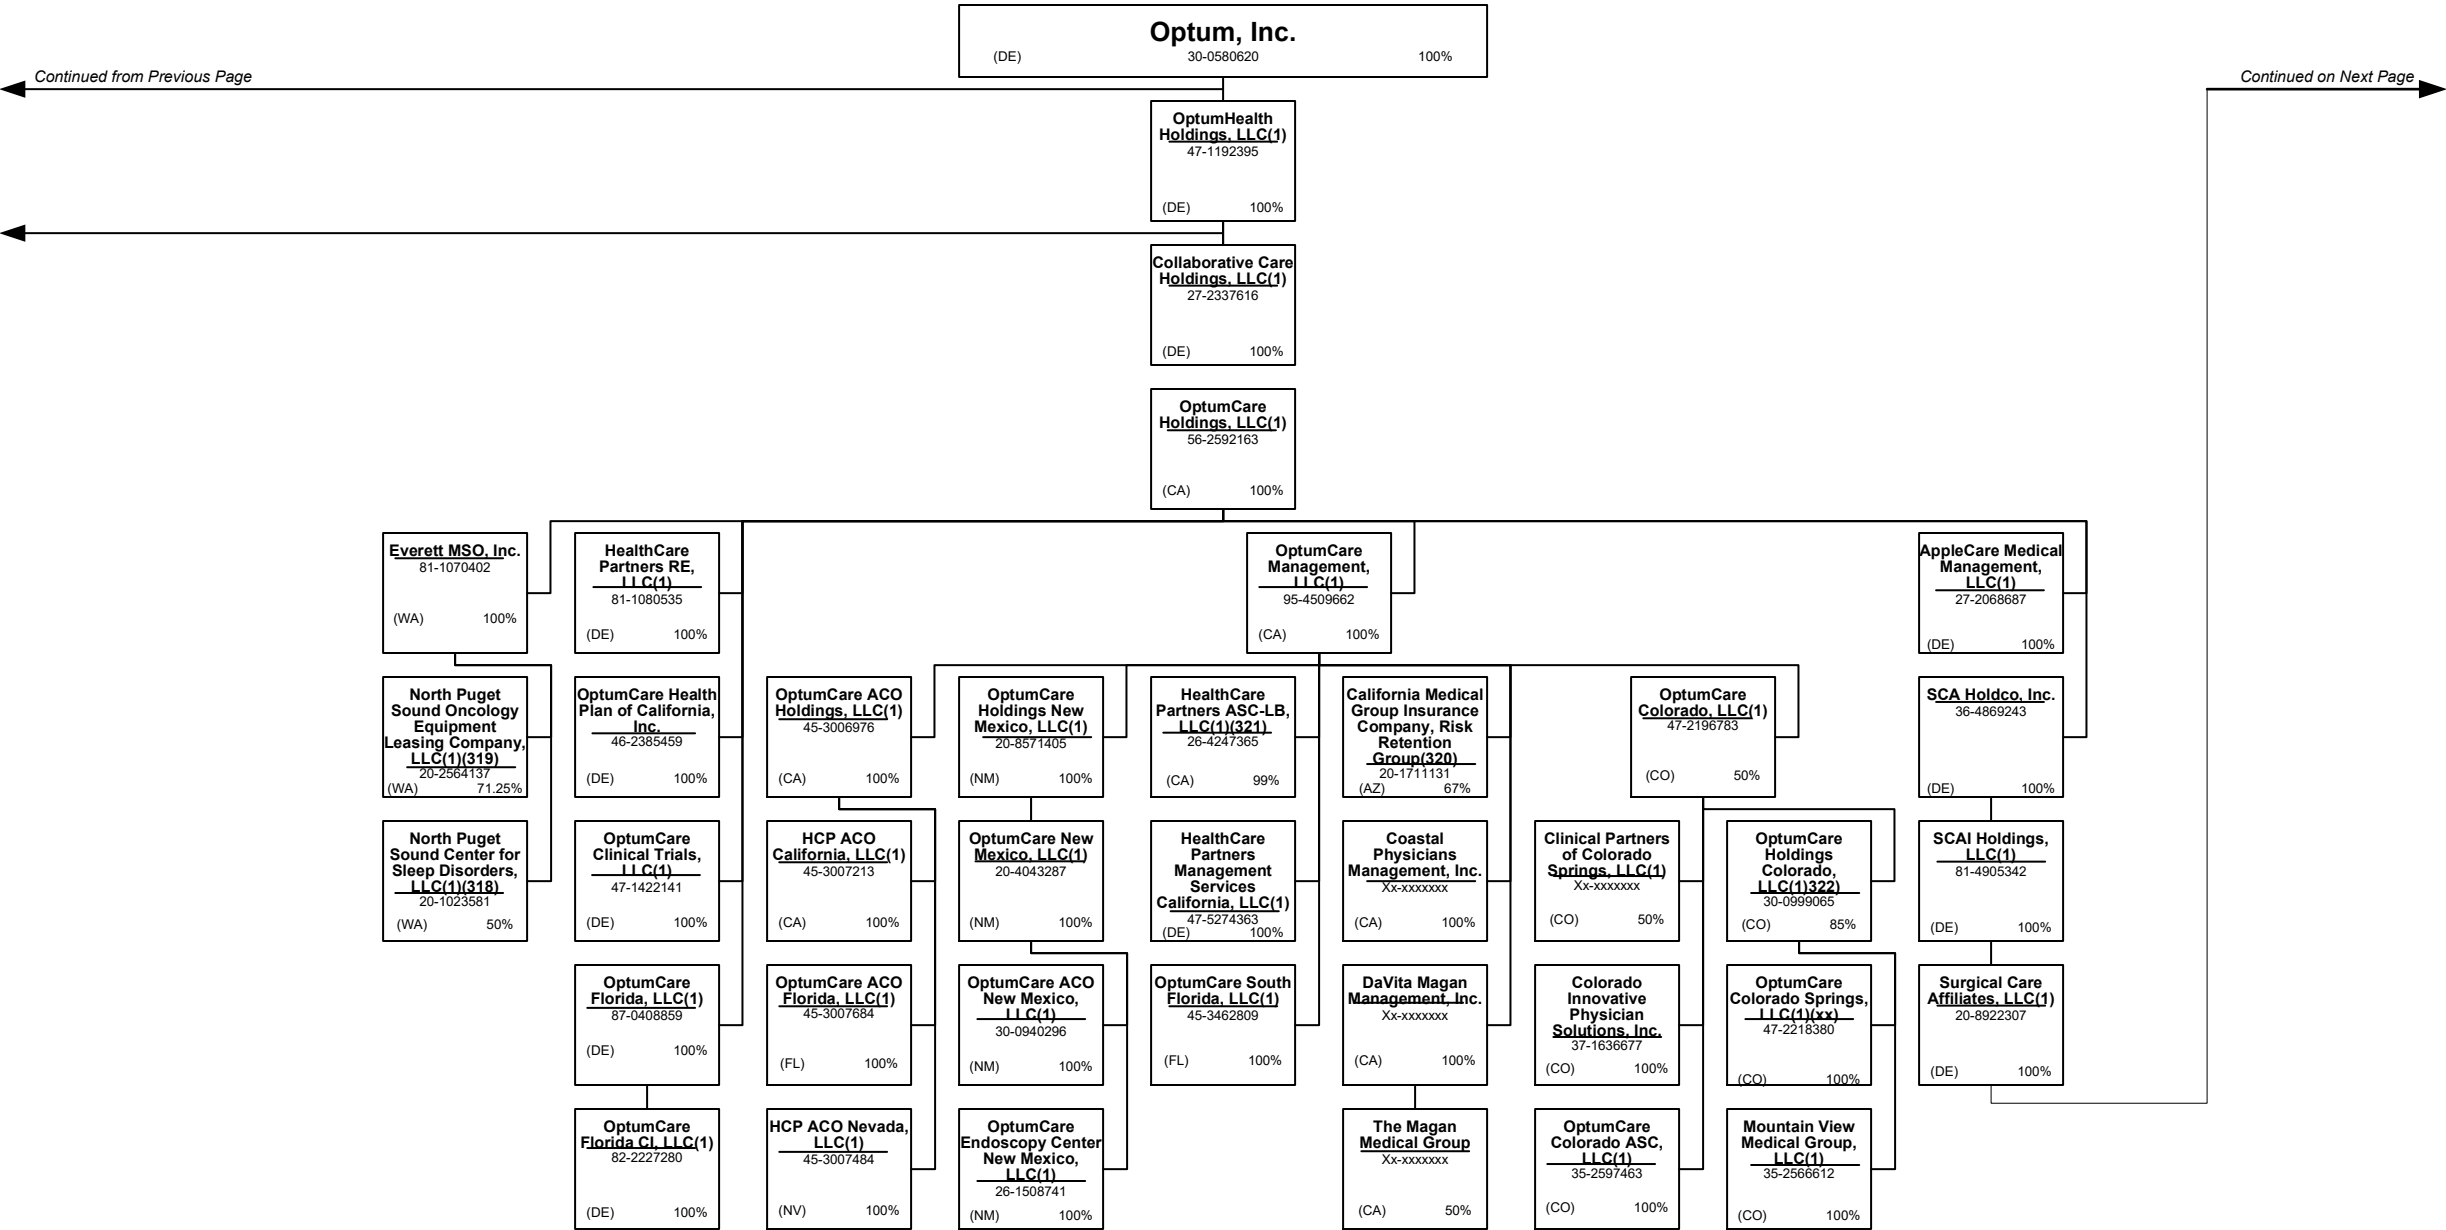 Optum, Inc.
(DE) 30-0580620 100%
Continued from Previous Page
Continued on Next Page
OptumHealth
Holdings, LLC(1)
47-1192395
(DE) 100%
Collaborative Care
Holdings, LLC(1)
27-2337616
(DE) 100%
OptumCare
Holdings, LLC(1)
56-2592163
(CA) 100%
Everett MSO, Inc.
81-1070402
(WA) 100%
HealthCare
Partners RE,
LLC(1)
81-1080535
(DE) 100%
OptumCare
Management,
LLC(1)
95-4509662
(CA) 100%
AppleCare Medical
Management,
LLC(1)
27-2068687
(DE) 100%
North Puget
Sound Oncology
Equipment
Leasing Company,
LLC(1)(319)
20-2564137
(WA) 71.25%
OptumCare Health
Plan of California,
Inc.
46-2385459
(DE) 100%
OptumCare ACO
Holdings, LLC(1)
45-3006976
(CA) 100%
OptumCare
Holdings New
Mexico, LLC(1)
20-8571405
(NM) 100%
HealthCare
Partners ASC-LB,
LLC(1)(321)
26-4247365
(CA) 99%
California Medical
Group Insurance
Company, Risk
Retention
Group(320)
20-1711131
(AZ) 67%
OptumCare
Colorado, LLC(1)
47-2196783
(CO) 50%
SCA Holdco, Inc.
36-4869243
(DE) 100%
North Puget
Sound Center for
Sleep Disorders,
LLC(1)(318)
20-1023581
(WA) 50%
OptumCare
Clinical Trials,
LLC(1)
47-1422141
(DE) 100%
HCP ACO
California, LLC(1)
45-3007213
(CA) 100%
OptumCare New
Mexico, LLC(1)
20-4043287
(NM) 100%
HealthCare
Partners
Management
Services
California, LLC(1)
47-5274363
(DE) 100%
Coastal
Physicians
Management, Inc.
Xx-xxxxxxx
(CA) 100%
Clinical Partners
of Colorado
Springs, LLC(1)
Xx-xxxxxxx
(CO) 50%
OptumCare
Holdings
Colorado,
LLC(1)322)
30-0999065
(CO) 85%
SCAI Holdings,
LLC(1)
81-4905342
(DE) 100%
OptumCare
Florida, LLC(1)
87-0408859
(DE) 100%
OptumCare ACO
Florida, LLC(1)
45-3007684
(FL) 100%
OptumCare ACO
New Mexico,
LLC(1)
30-0940296
(NM) 100%
OptumCare South
Florida, LLC(1)
45-3462809
(FL) 100%
DaVita Magan
Management, Inc.
Xx-xxxxxxx
(CA) 100%
Colorado
Innovative
Physician
Solutions, Inc.
37-1636677
(CO) 100%
OptumCare
Colorado Springs,
LLC(1)(xx)
47-2218380
(CO) 100%
Surgical Care
Affiliates, LLC(1)
20-8922307
(DE) 100%
OptumCare
Florida CI, LLC(1)
82-2227280
(DE) 100%
HCP ACO Nevada,
LLC(1)
45-3007484
(NV) 100%
OptumCare
Endoscopy Center
New Mexico,
LLC(1)
26-1508741
(NM) 100%
The Magan
Medical Group
Xx-xxxxxxx
(CA) 50%
OptumCare
Colorado ASC,
LLC(1)
35-2597463
(CO) 100%
Mountain View
Medical Group,
LLC(1)
35-2566612
(CO) 100%